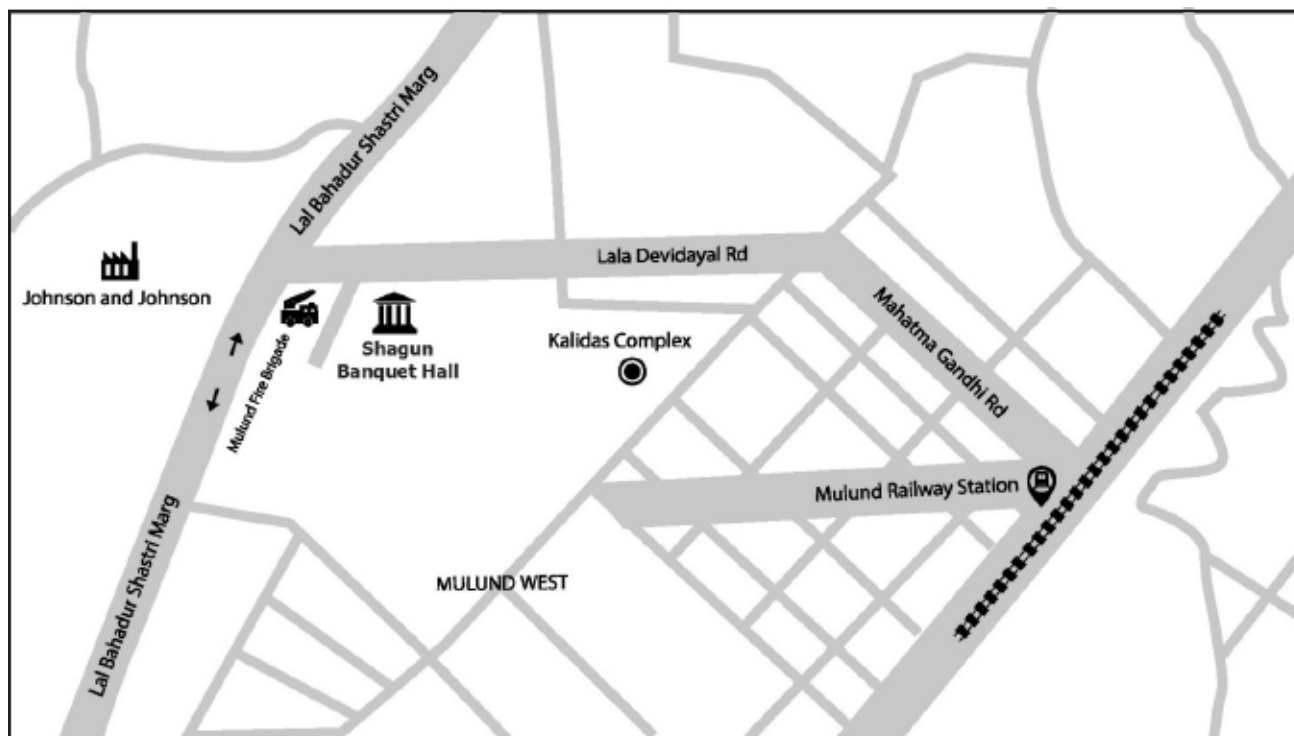 Lal Bahadur Shastri Marg
Lala Devidayal Rd
Johnson and Johnson
Mulund Fire Brigade
Shagun
Banquet Hall
Kalidas Complex
Mahatma Gandhi Rd
Mulund Railway Station
Lal Bahadur Shastri Marg
MULUND WEST